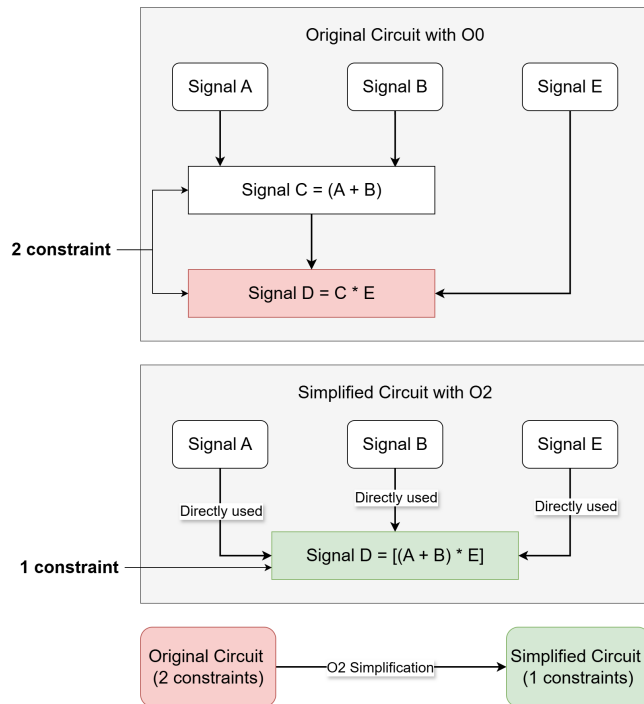 Original Circuit with O0
Signal A
Signal B
Signal E
Signal C = (A + B)
2 constraint
Signal D = C * E
Simplified Circuit with O2
Signal A
Signal B
Signal E
Directly used
Directly used
Directly used
Signal D = [(A + B) * E]
1 constraint
Original Circuit
(2 constraints)
O2 Simplification
Simplified Circuit
(1 constraints)